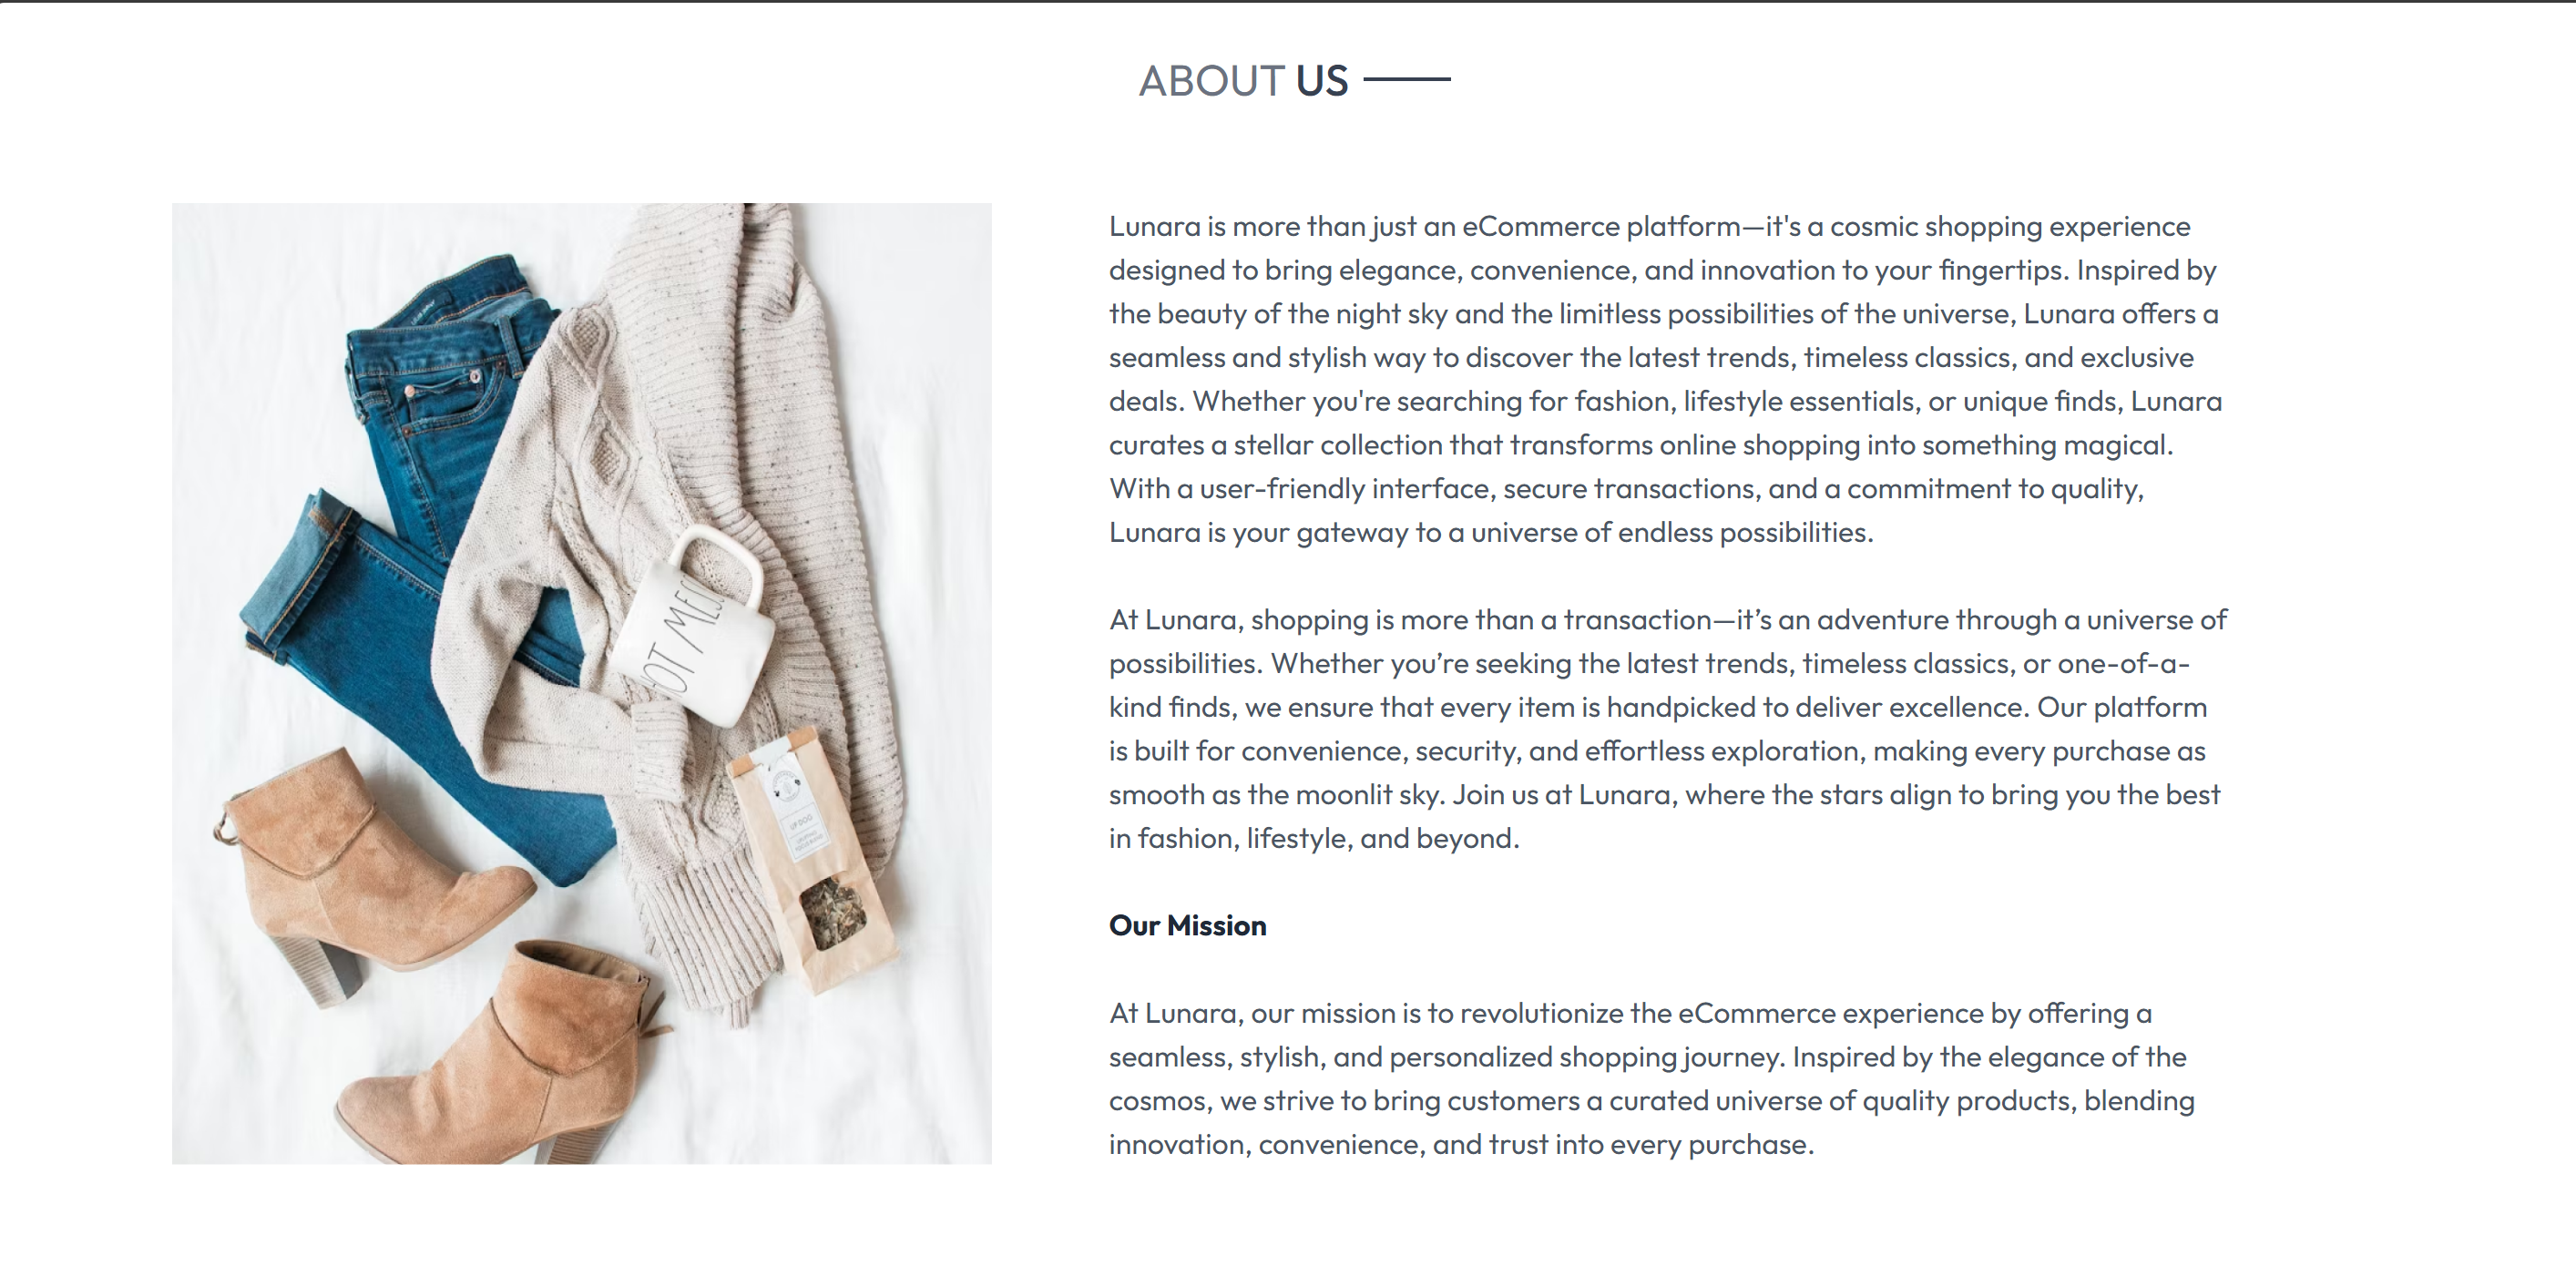 ABOUT US
Lunara is more than just an eCommerce platform—it's a cosmic shopping experience
designed to bring elegance, convenience, and innovation to your fingertips. Inspired by
the beauty of the night sky and the limitless possibilities of the universe, Lunara offers a
seamless and stylish way to discover the latest trends, timeless classics, and exclusive
deals. Whether you're searching for fashion, lifestyle essentials, or unique finds, Lunara
curates a stellar collection that transforms online shopping into something magical.
With a user-friendly interface, secure transactions, and a commitment to quality,
Lunara is your gateway to a universe of endless possibilities.
At Lunara, shopping is more than a transaction—it’s an adventure through a universe of
possibilities. Whether you’re seeking the latest trends, timeless classics, or one-of-a-
kind finds, we ensure that every item is handpicked to deliver excellence. Our platform
is built for convenience, security, and effortless exploration, making every purchase as
smooth as the moonlit sky. Join us at Lunara, where the stars align to bring you the best
in fashion, lifestyle, and beyond.
Our Mission
At Lunara, our mission is to revolutionize the eCommerce experience by offering a
seamless, stylish, and personalized shopping journey. Inspired by the elegance of the
cosmos, we strive to bring customers a curated universe of quality products, blending
innovation, convenience, and trust into every purchase.
UP DOG